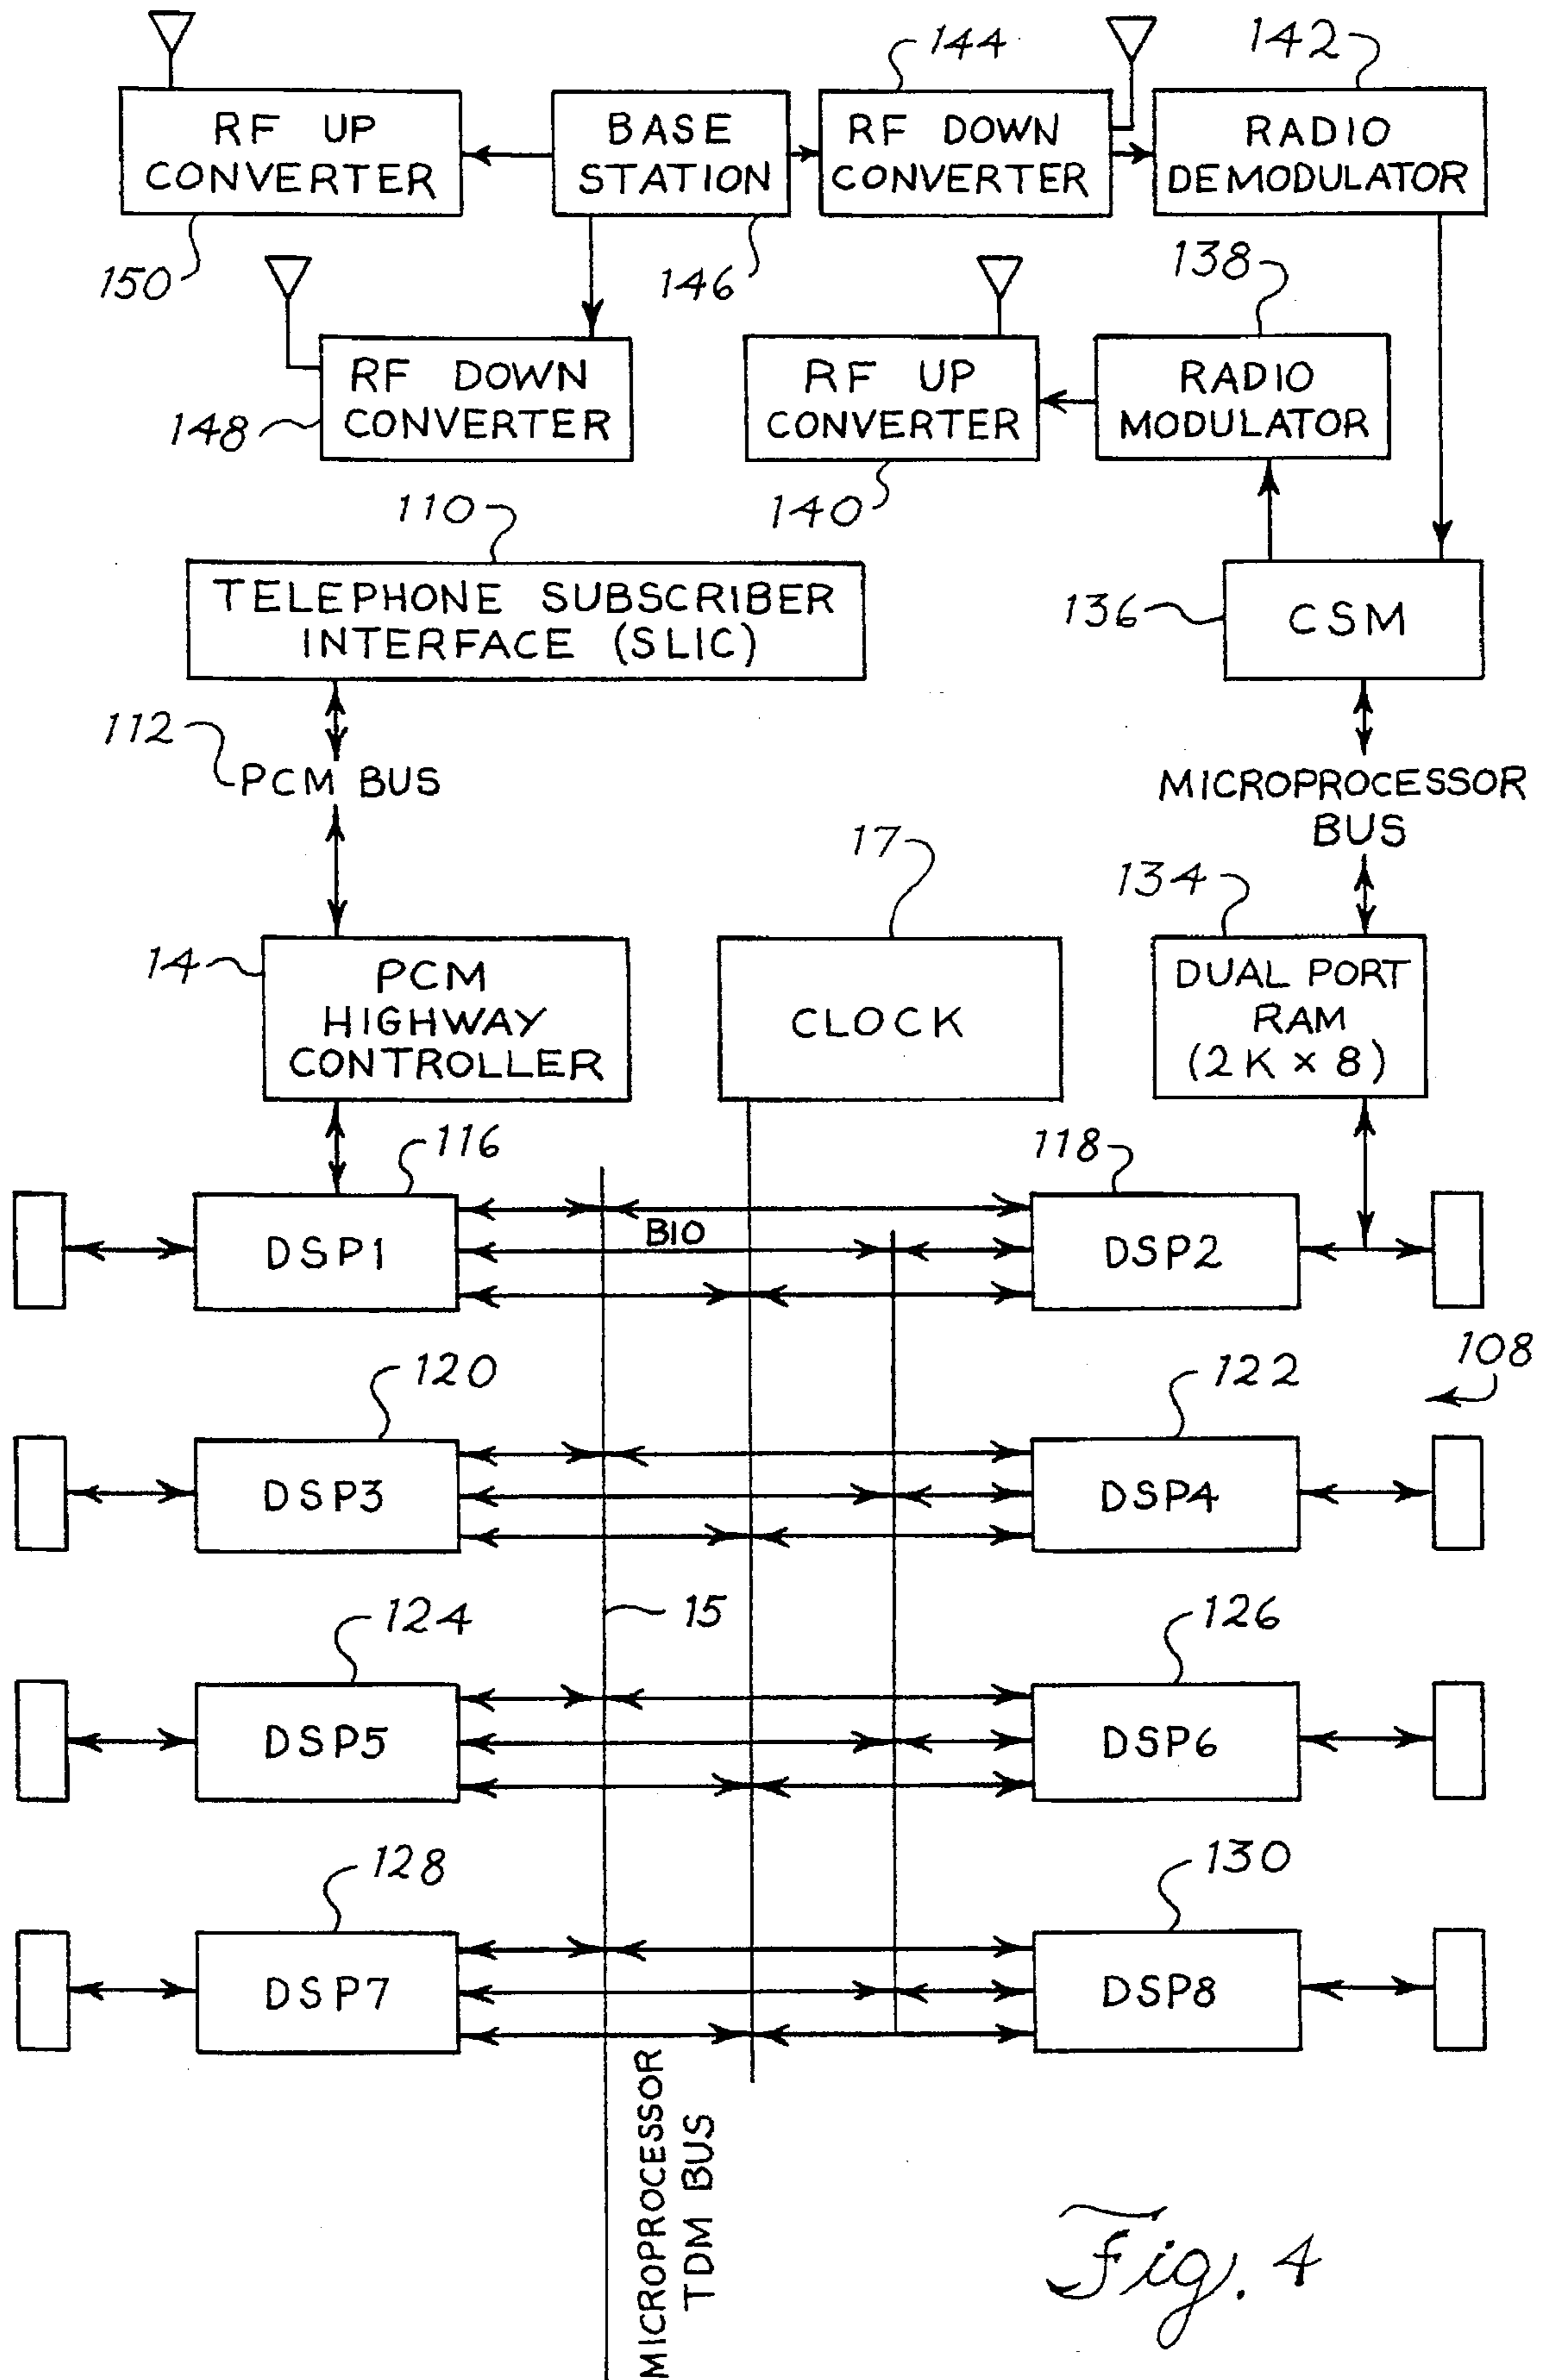 144
142
RF UP
CONVERTER
BASE
STATION
RF DOWN
CONVERTER
RADIO
DEMODULATOR
150
146
138
RF DOWN
CONVERTER
RF UP
CONVERTER
RADIO
MODULATOR
148
110
140
TELEPHONE SUBSCRIBER
INTERFACE (SLIC)
136
CSM
112
PCM BUS
MICROPROCESSOR
BUS
17
134
14
PCM
HIGHWAY
CONTROLLER
CLOCK
DUAL PORT
RAM
(2K × 8)
116
118
DSP1
BIO
DSP2
108
120
122
DSP3
DSP4
15
124
126
DSP5
DSP6
128
130
DSP7
DSP8
MICROPROCESSOR
TDM BUS
Fig. 4